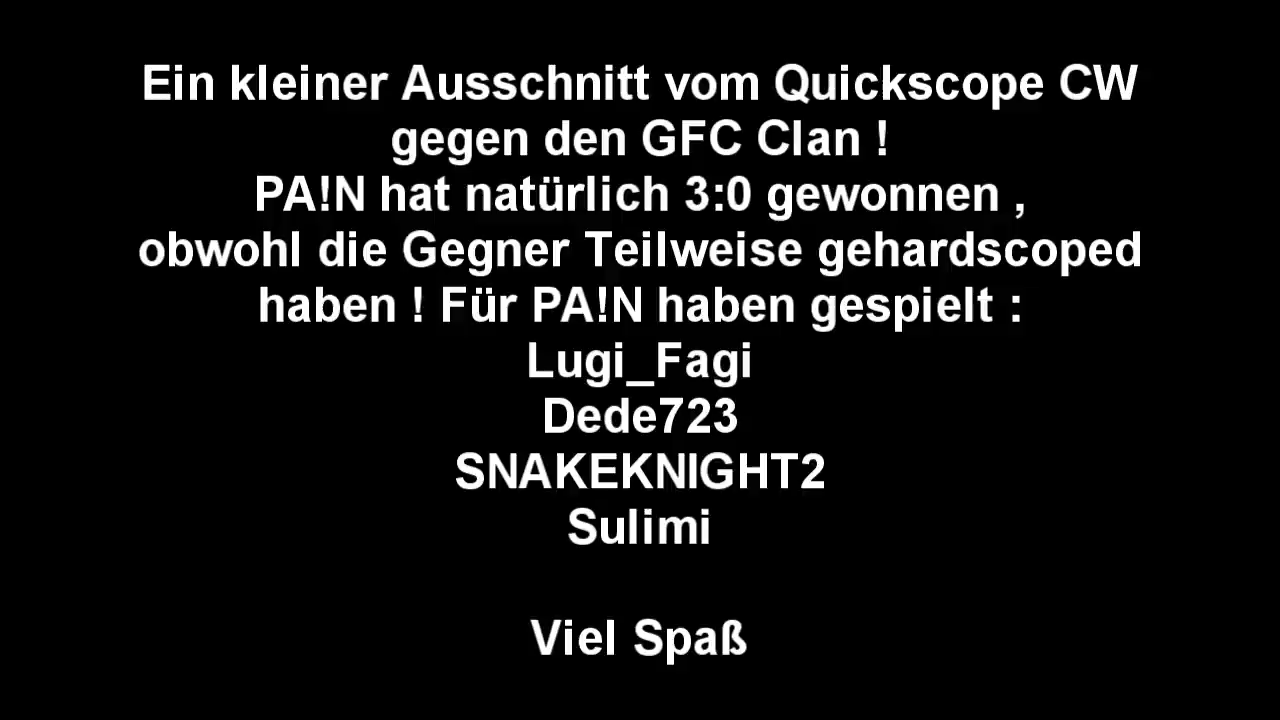 Ein kleiner Ausschnitt vom Quickscope CW
gegen den GFC Clan !
PA!N hat natürlich 3:0 gewonnen ,
obwohl die Gegner Teilweise gehardscoped
haben ! Für PA!N haben gespielt :
Lugi_Fagi
Dede723
SNAKEKNIGHT2
Sulimi
Viel Spaß